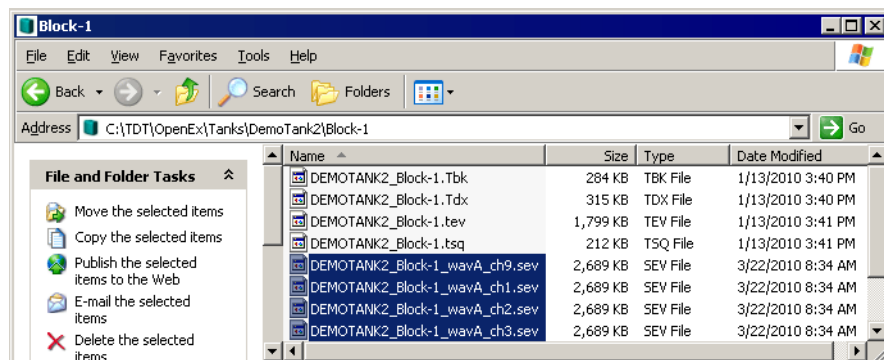 Block-1
File Edit View Favorites Tools Help
Back Search Folders
Address C:\TDT\OpenEx\Tanks\DemoTank2\Block-1 Go
File and Folder Tasks
Move the selected items
Copy the selected items
Publish the selected
items to the Web
E-mail the selected
items
Delete the selected
items
Name Size Type Date Modified
DEMOTANK2_Block-1.Tbk 284 KB TBK File 1/13/2010 3:40 PM
DEMOTANK2_Block-1.Tdx 315 KB TDX File 1/13/2010 3:40 PM
DEMOTANK2_Block-1.tev 1,799 KB TEV File 1/13/2010 3:41 PM
DEMOTANK2_Block-1.tsq 212 KB TSQ File 1/13/2010 3:41 PM
DEMOTANK2_Block-1_wavA_ch9.sev 2,689 KB SEV File 3/22/2010 8:34 AM
DEMOTANK2_Block-1_wavA_ch1.sev 2,689 KB SEV File 3/22/2010 8:34 AM
DEMOTANK2_Block-1_wavA_ch2.sev 2,689 KB SEV File 3/22/2010 8:34 AM
DEMOTANK2_Block-1_wavA_ch3.sev 2,689 KB SEV File 3/22/2010 8:34 AM